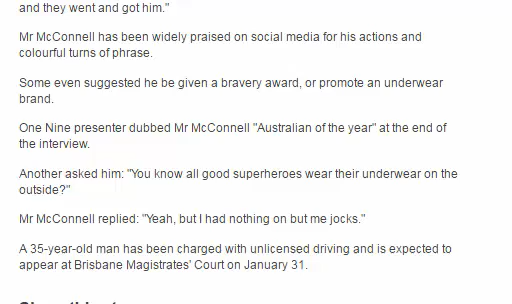 and they went and got him."
Mr McConnell has been widely praised on social media for his actions and
colourful turns of phrase.
Some even suggested he be given a bravery award, or promote an underwear
brand.
One Nine presenter dubbed Mr McConnell "Australian of the year" at the end of
the interview.
Another asked him: "You know all good superheroes wear their underwear on the
outside?"
Mr McConnell replied: "Yeah, but I had nothing on but me jocks."
A 35-year-old man has been charged with unlicensed driving and is expected to
appear at Brisbane Magistrates' Court on January 31.